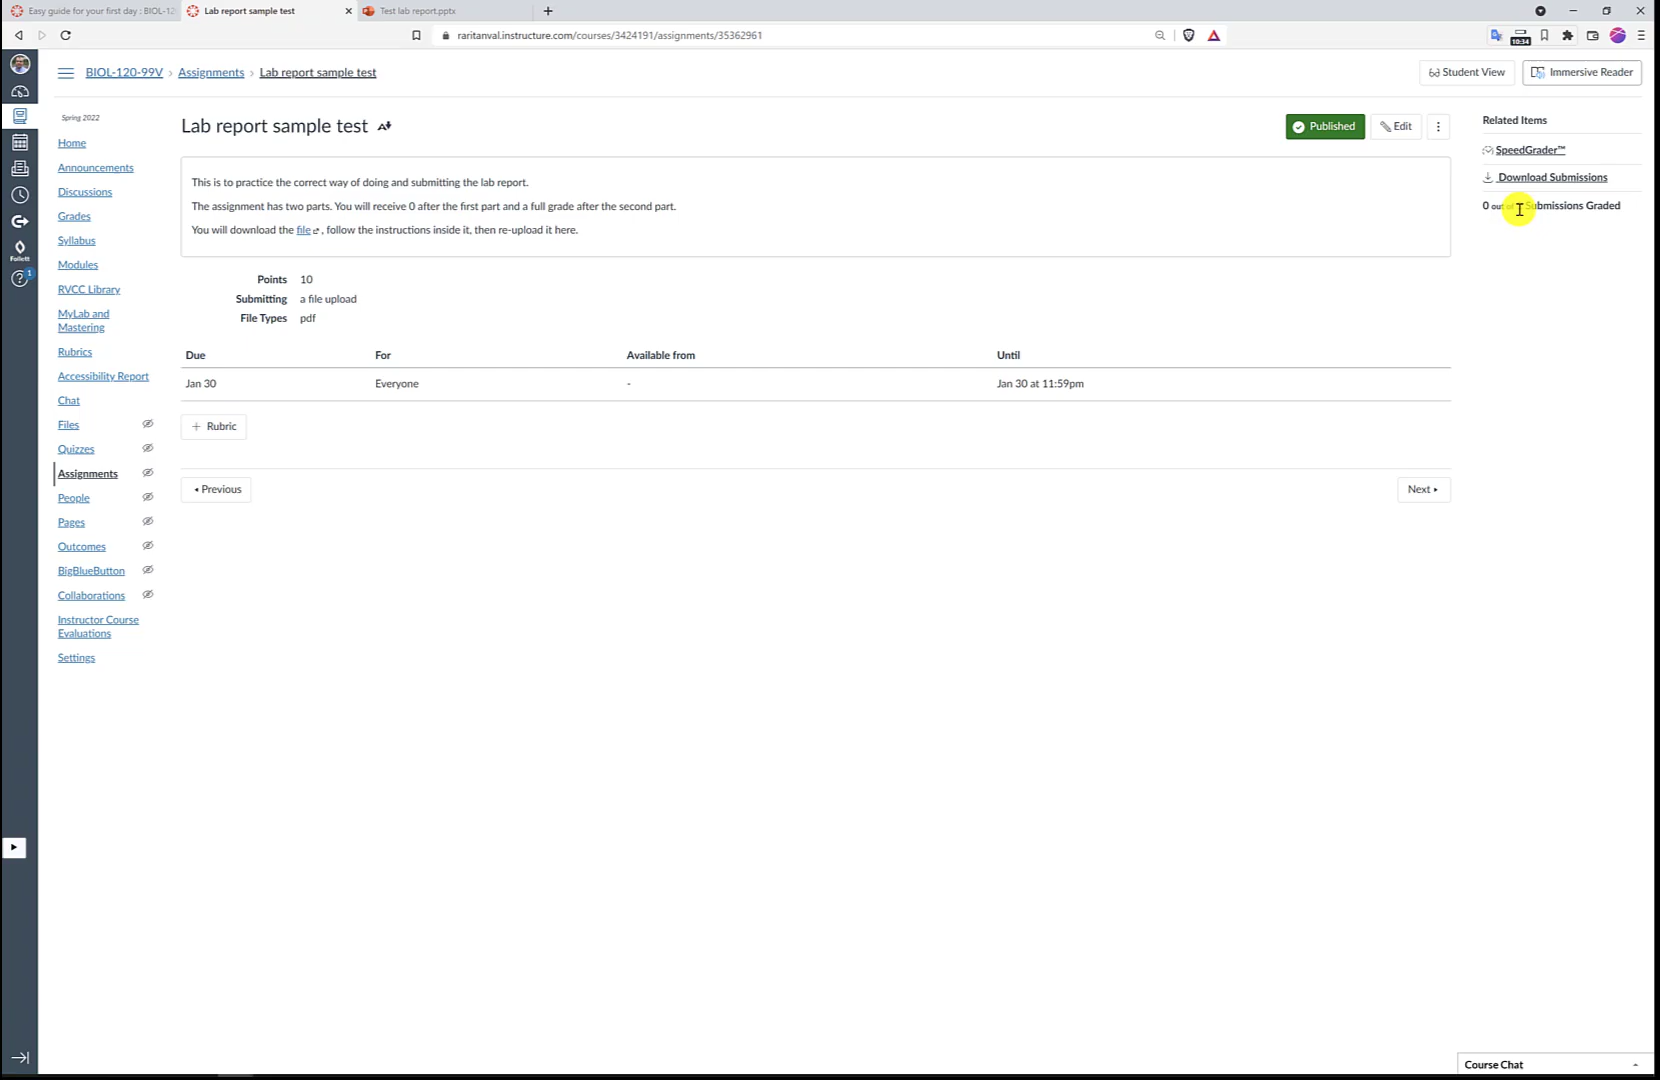 Easy guide for your first day : BIOL-12
Lab report sample test
Test lab report.pptx
raritanval.instructure.com/courses/3424191/assignments/35362961
10:34
BIOL-120-99V › Assignments › Lab report sample test
Student View
Immersive Reader
Spring 2022
Home
Announcements
Discussions
Grades
Syllabus
Modules
RVCC Library
MyLab and
Mastering
Rubrics
Accessibility Report
Chat
Files
Quizzes
Assignments
People
Pages
Outcomes
BigBlueButton
Collaborations
Instructor Course
Evaluations
Settings
Follett
1
Lab report sample test
Published
Edit
This is to practice the correct way of doing and submitting the lab report.
The assignment has two parts. You will receive 0 after the first part and a full grade after the second part.
You will download the file, follow the instructions inside it, then re-upload it here.
Points 10
Submitting a file upload
File Types pdf
Due For Available from Until
Jan 30 Everyone - Jan 30 at 11:59pm
+ Rubric
Previous
Next
Related Items
SpeedGrader™
Download Submissions
0 out Submissions Graded
Course Chat